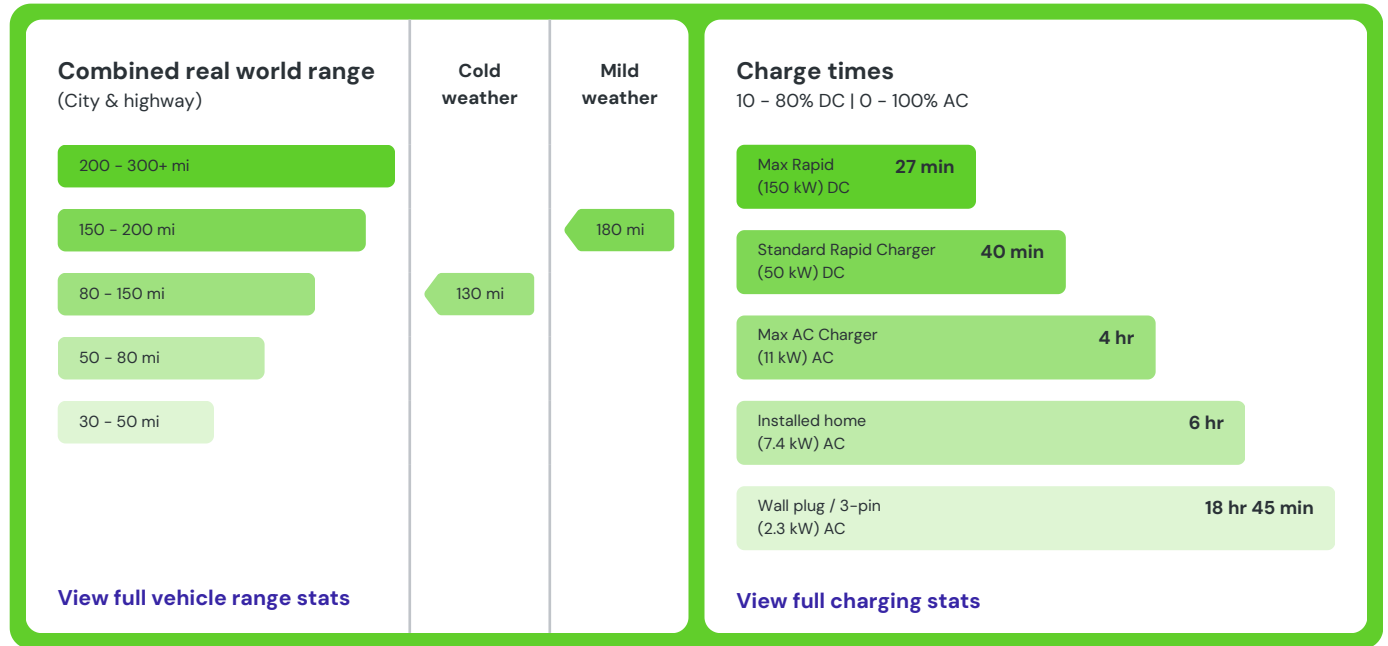 Combined real world range
(City & highway)
Cold
weather
Mild
weather
200 - 300+ mi
150 - 200 mi
180 mi
80 - 150 mi
130 mi
50 - 80 mi
30 - 50 mi
View full vehicle range stats
Charge times
10 - 80% DC | 0 - 100% AC
Max Rapid
(150 kW) DC
27 min
Standard Rapid Charger
(50 kW) DC
40 min
Max AC Charger
(11 kW) AC
4 hr
Installed home
(7.4 kW) AC
6 hr
Wall plug / 3-pin
(2.3 kW) AC
18 hr 45 min
View full charging stats